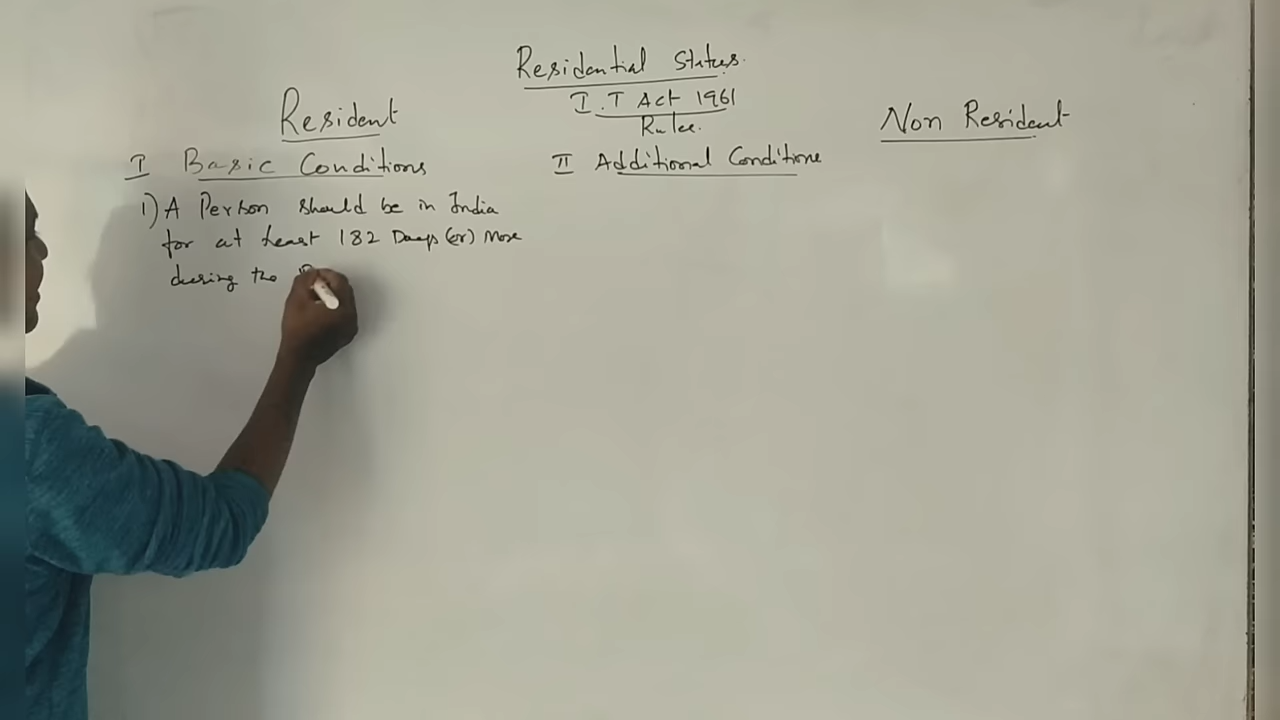 Residential Status.
I.T Act 1961
Rules.
Resident
Non Resident
I Basic Conditions
1) A Person should be in India
for at least 182 Days (or) More
during the
II Additional Conditions